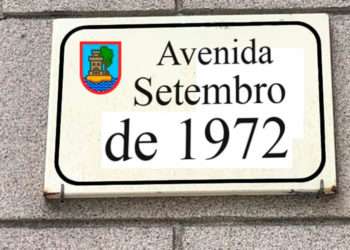 Avenida
Setembro
de 1972